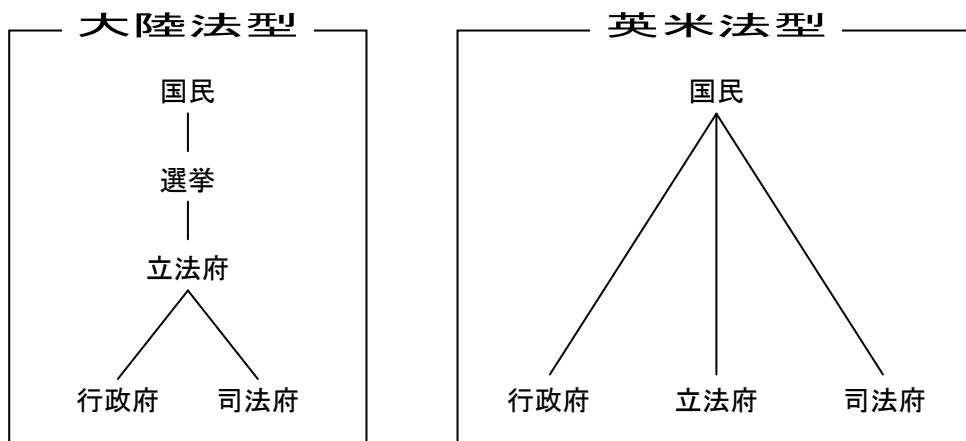 大陸法型
国民
選挙
立法府
行政府 司法府
英米法型
国民
行政府 立法府 司法府